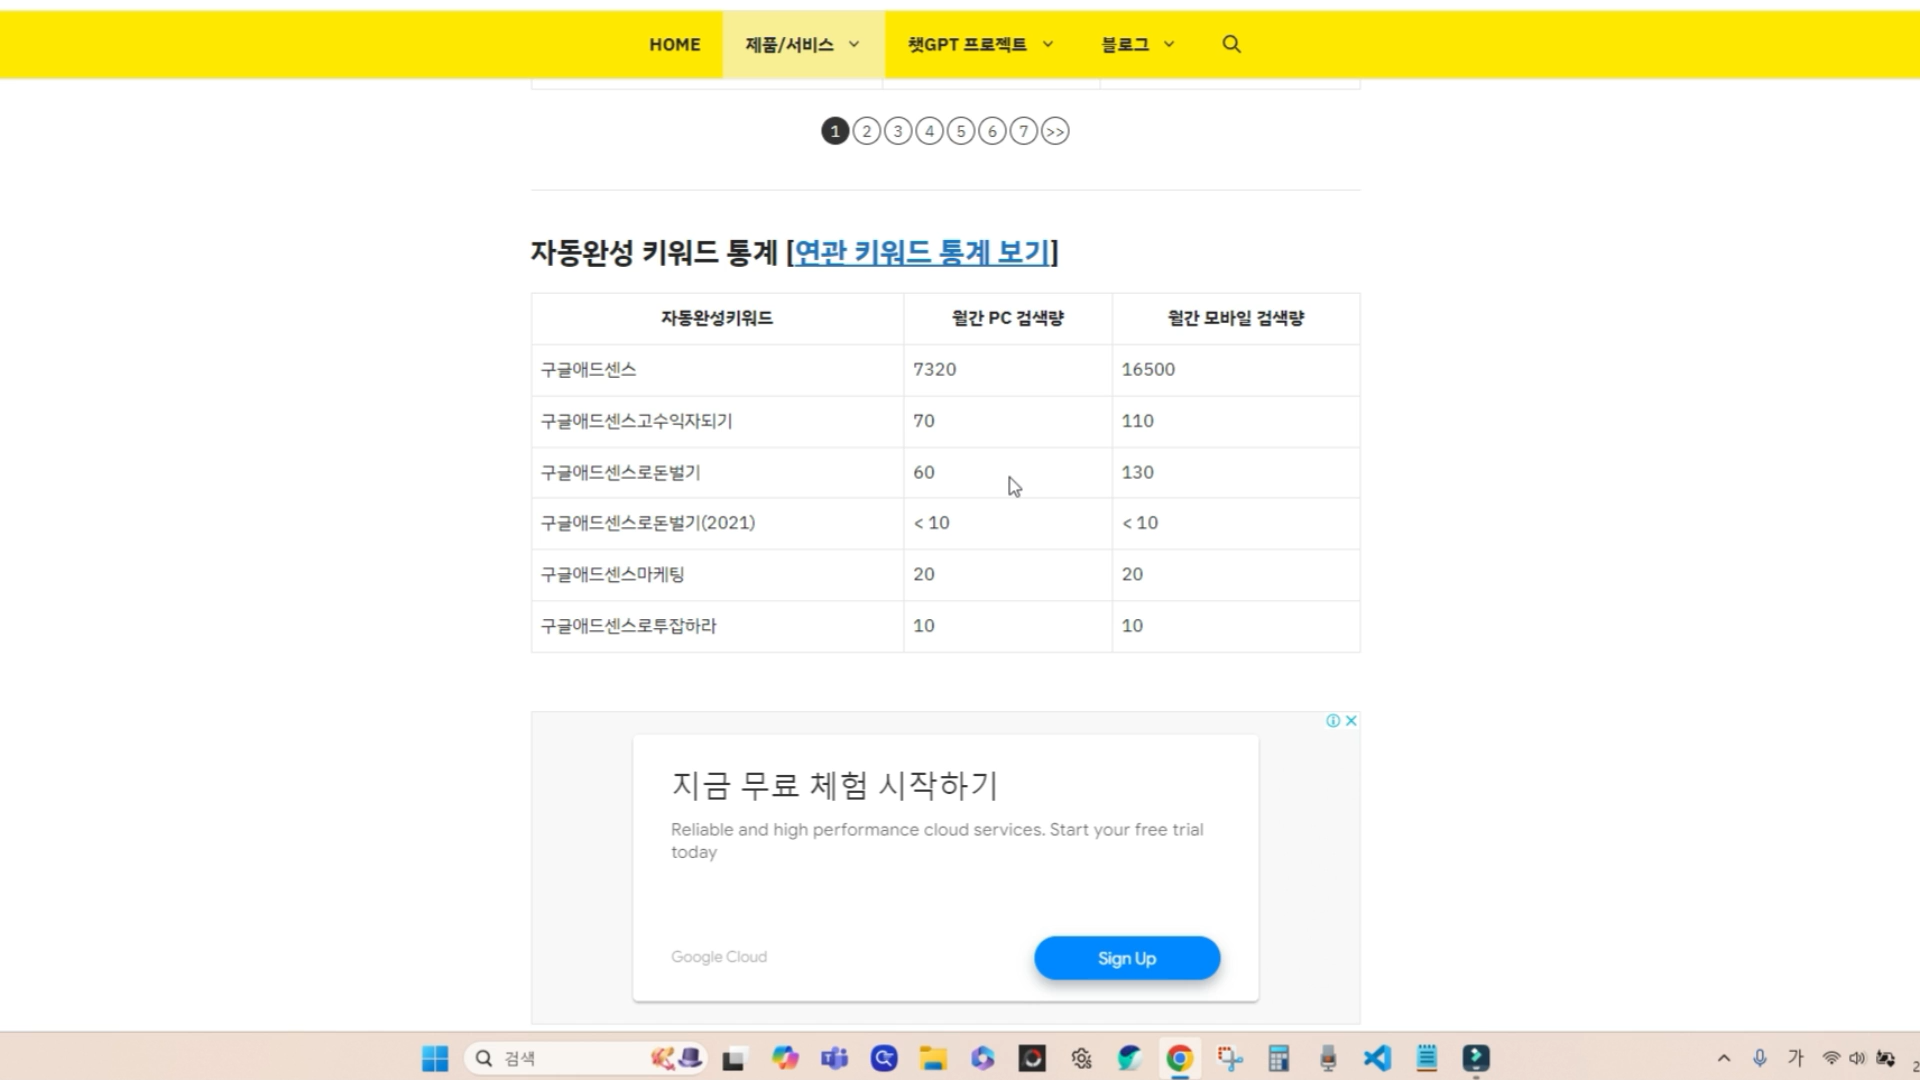 HOME 제품/서비스 챗GPT 프로젝트 블로그
1 2 3 4 5 6 7 >>
자동완성 키워드 통계 [연관 키워드 통계 보기]
자동완성키워드 월간 PC 검색량 월간 모바일 검색량
구글애드센스 7320 16500
구글애드센스고수익자되기 70 110
구글애드센스로돈벌기 60 130
구글애드센스로돈벌기(2021) < 10 < 10
구글애드센스마케팅 20 20
구글애드센스로투잡하라 10 10
지금 무료 체험 시작하기
Reliable and high performance cloud services. Start your free trial
today
Google Cloud Sign Up
검색 가